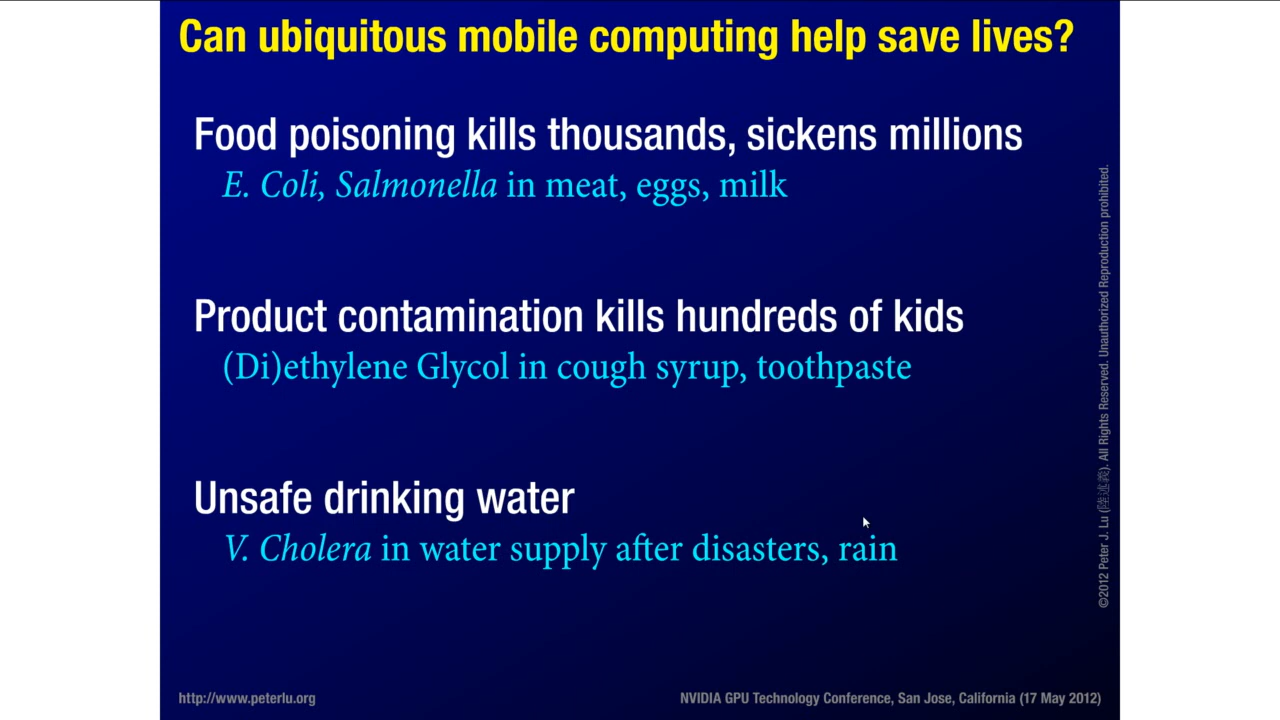 Can ubiquitous mobile computing help save lives?
Food poisoning kills thousands, sickens millions
E. Coli, Salmonella in meat, eggs, milk
Product contamination kills hundreds of kids
(Di)ethylene Glycol in cough syrup, toothpaste
Unsafe drinking water
V. Cholera in water supply after disasters, rain
©2012 Peter J. Lu (陸述義). All Rights Reserved. Unauthorized Reproduction prohibited.
http://www.peterlu.org
NVIDIA GPU Technology Conference, San Jose, California (17 May 2012)